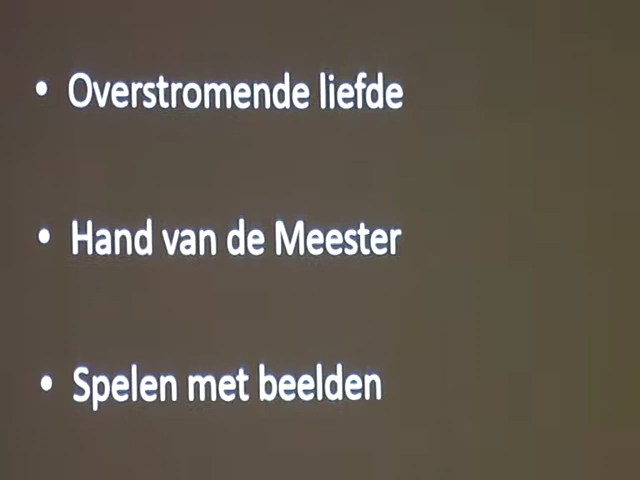 • Overstromende liefde
• Hand van de Meester
• Spelen met beelden